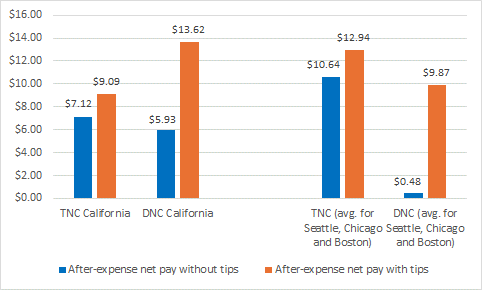 $16.00
$14.00
$12.00
$10.00
$8.00
$6.00
$4.00
$2.00
$0.00
$7.12
$9.09
$5.93
$13.62
$10.64
$12.94
$0.48
$9.87
TNC California
DNC California
TNC (avg. for
Seattle, Chicago
and Boston)
DNC (avg. for
Seattle, Chicago
and Boston)
After-expense net pay without tips
After-expense net pay with tips